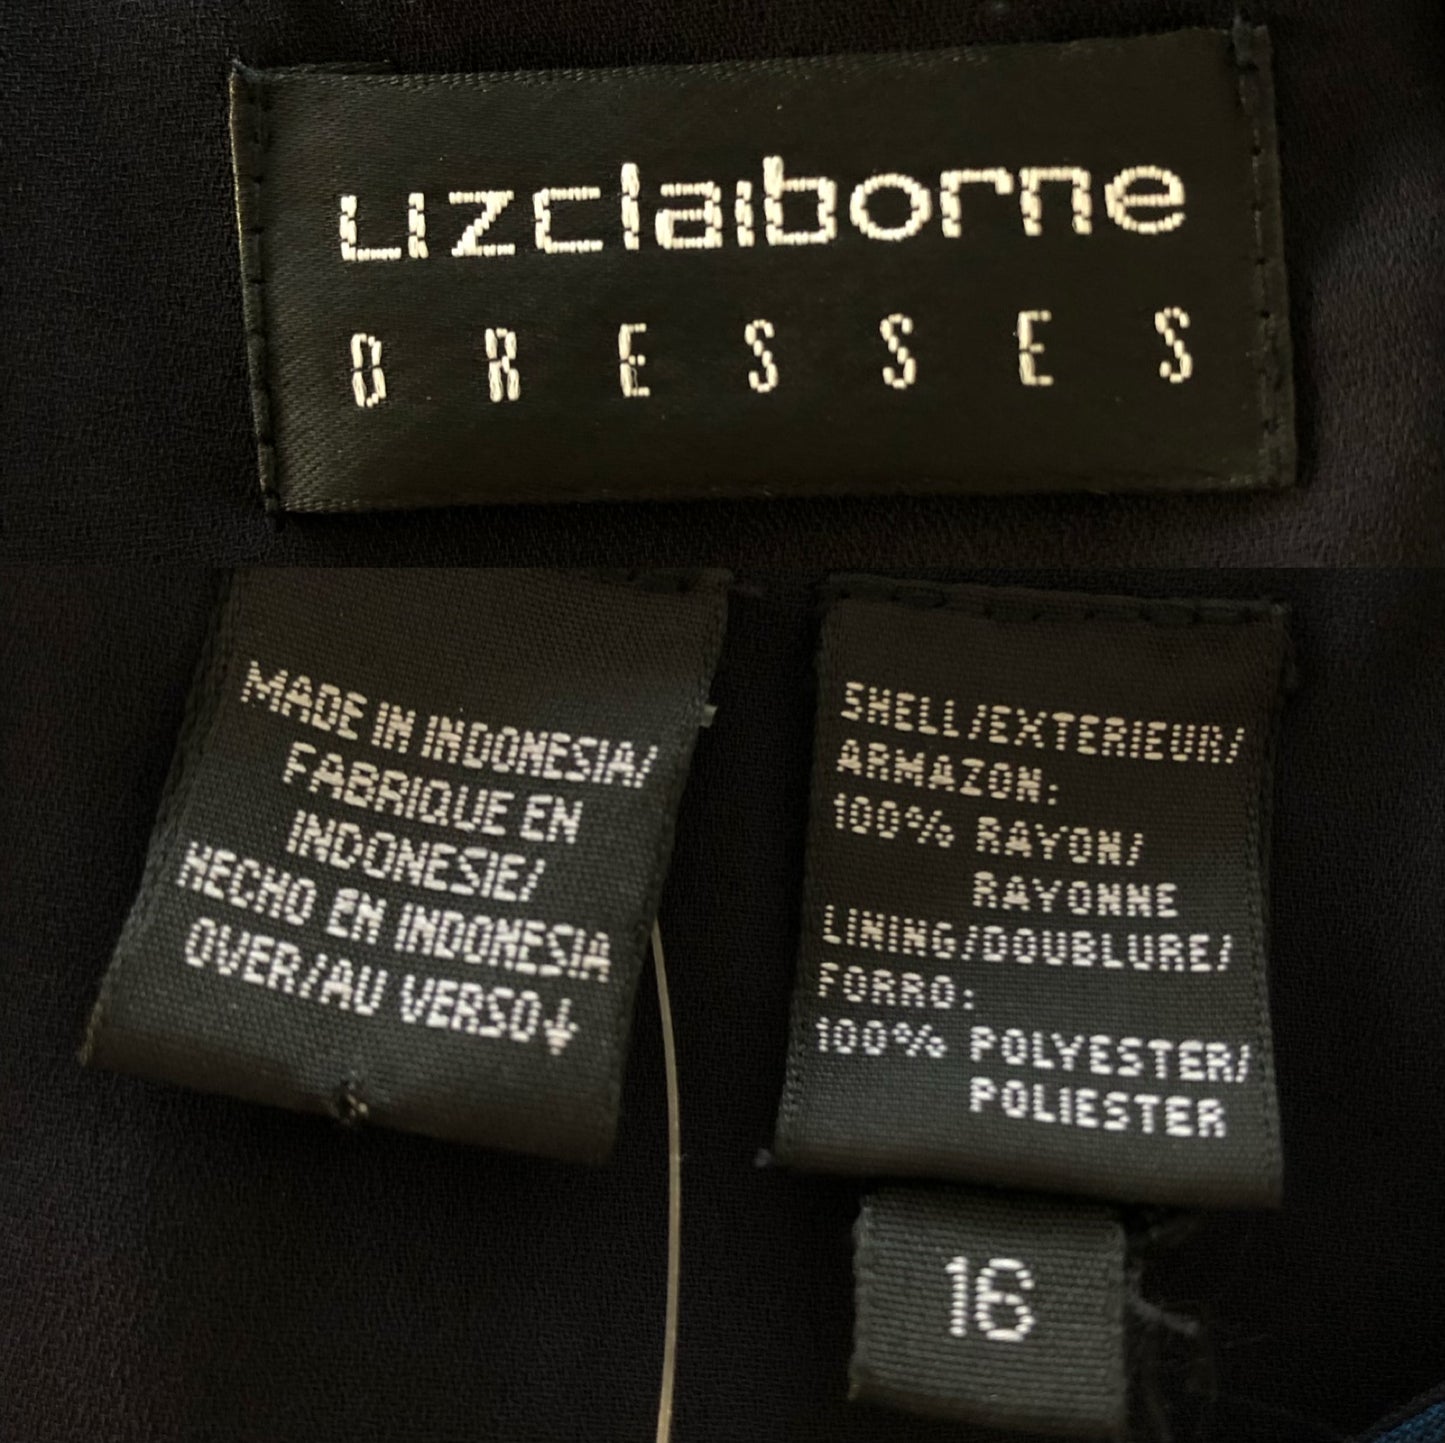 Lizclaiborne
DRESSES
MADE IN INDONESIA/
FABRIQUE EN
INDONESIE/
HECHO EN INDONESIA
OVER/AU VERSO↓
SHELL/EXTERIEUR/
ARMAZON:
100% RAYON/
RAYONNE
LINING/DOUBLURE/
FORRO:
100% POLYESTER/
POLIESTER
16